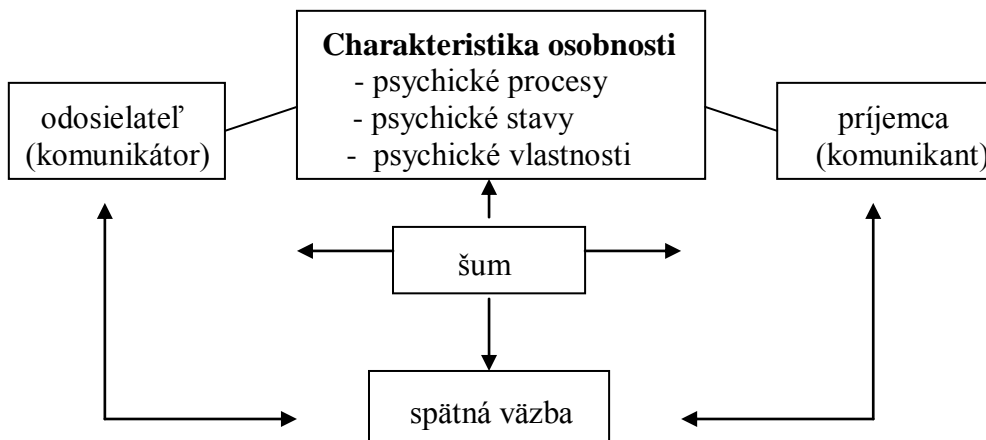 Charakteristika osobnosti
- psychické procesy
- psychické stavy
- psychické vlastnosti
odosielateľ
(komunikátor)
príjemca
(komunikant)
šum
spätná väzba